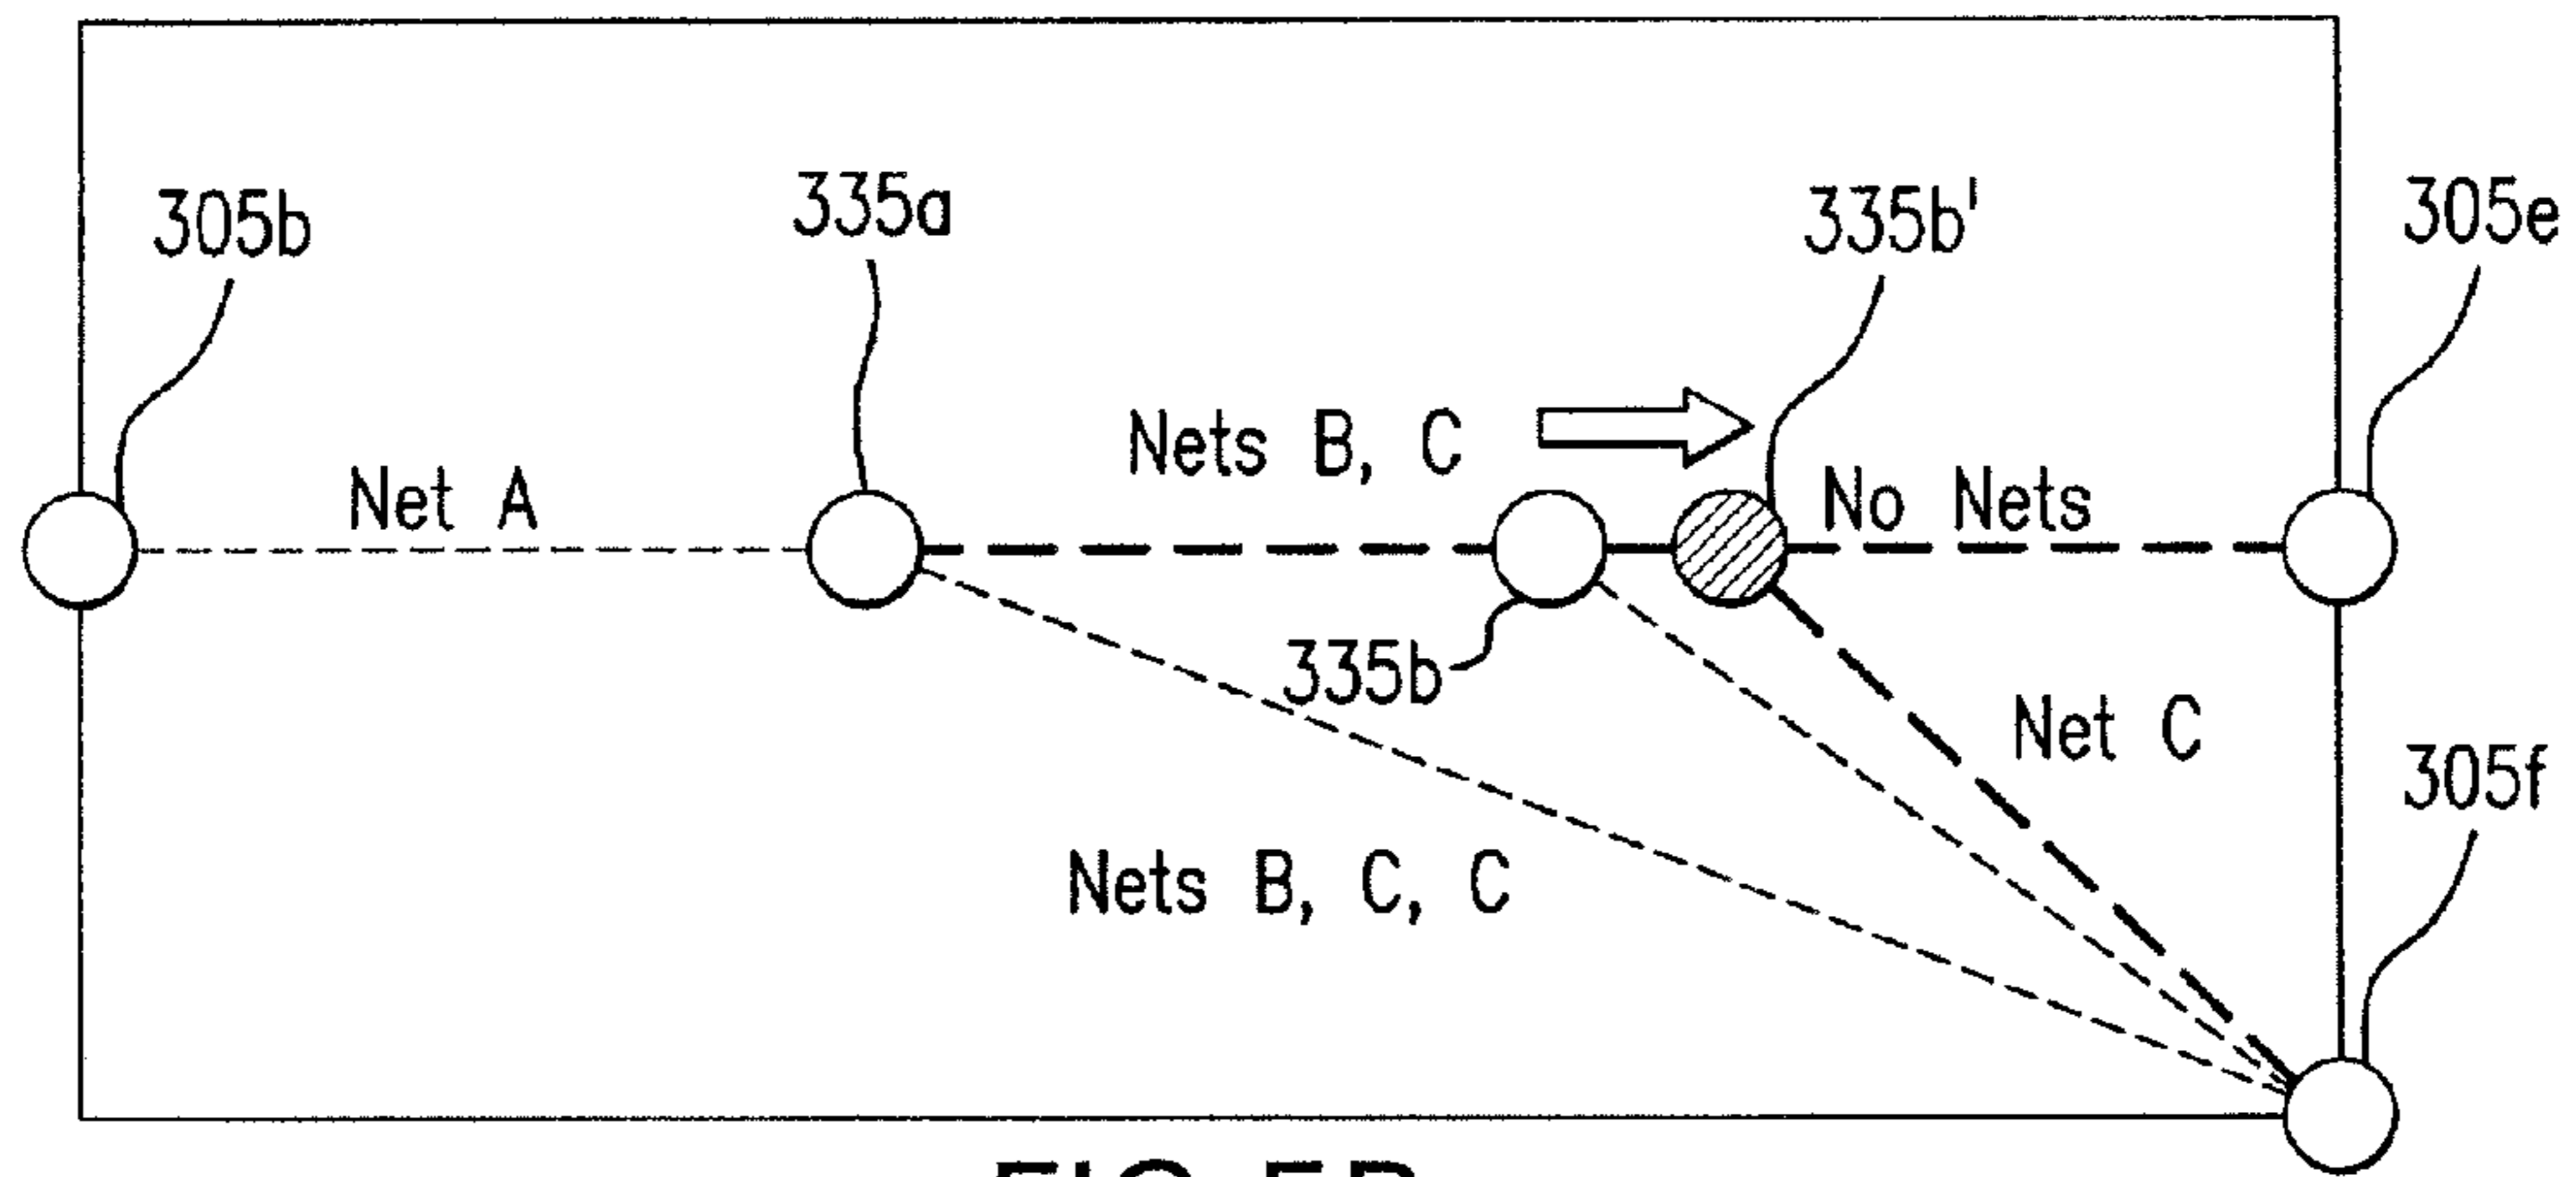 305b
335a
335b'
305e
Nets B, C
Net A
No Nets
335b
Net C
305f
Nets B, C, C